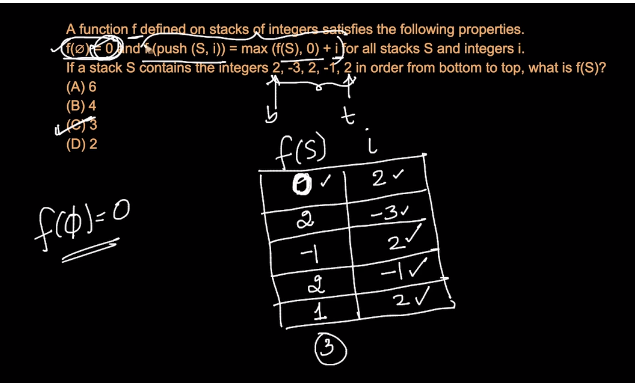 A function f defined on stacks of integers satisfies the following properties.
f(∅) = 0 and f(push (S, i)) = max (f(S), 0) + i for all stacks S and integers i.
If a stack S contains the integers 2, -3, 2, -1, 2 in order from bottom to top, what is f(S)?
(A) 6
(B) 4
(C) 3
(D) 2
b t
f(S) i
0 2
2 -3
-1 2
2 -1
1 2
3
f(φ)=0